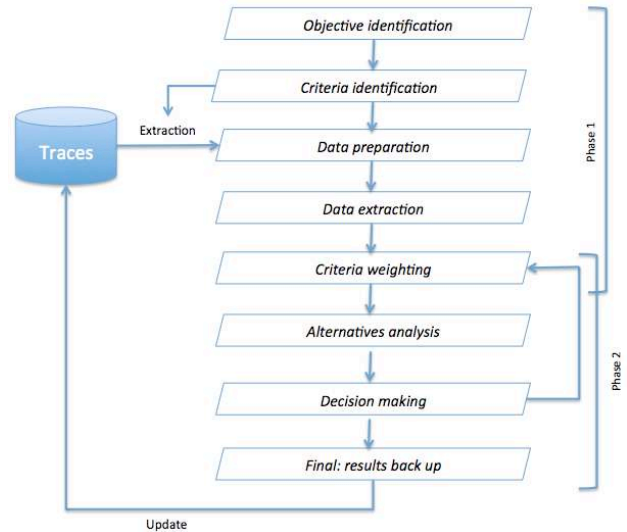 Objective identification
Criteria identification
Extraction
Traces
Data preparation
Data extraction
Criteria weighting
Alternatives analysis
Decision making
Final: results back up
Update
Phase 1
Phase 2